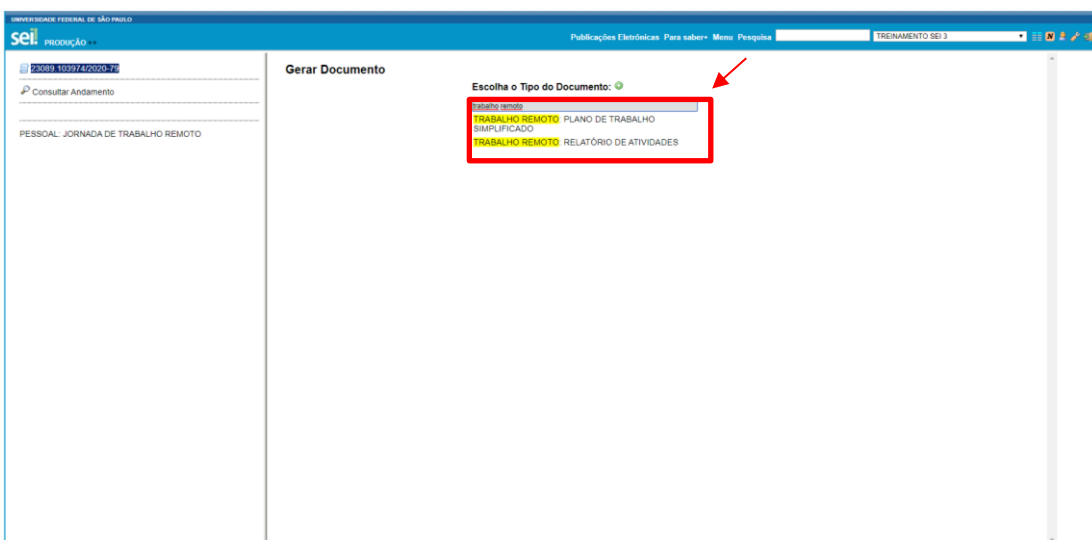 UNIVERSIDADE FEDERAL DE SÃO PAULO
sei! PRODUÇÃO
Publicações Eletrônicas Para saber+ Menu Pesquisa
TREINAMENTO SEI 3
23089.103974/2020-79
Consultar Andamento
PESSOAL: JORNADA DE TRABALHO REMOTO
Gerar Documento
Escolha o Tipo do Documento:
trabalho remoto
TRABALHO REMOTO: PLANO DE TRABALHO
SIMPLIFICADO
TRABALHO REMOTO: RELATÓRIO DE ATIVIDADES